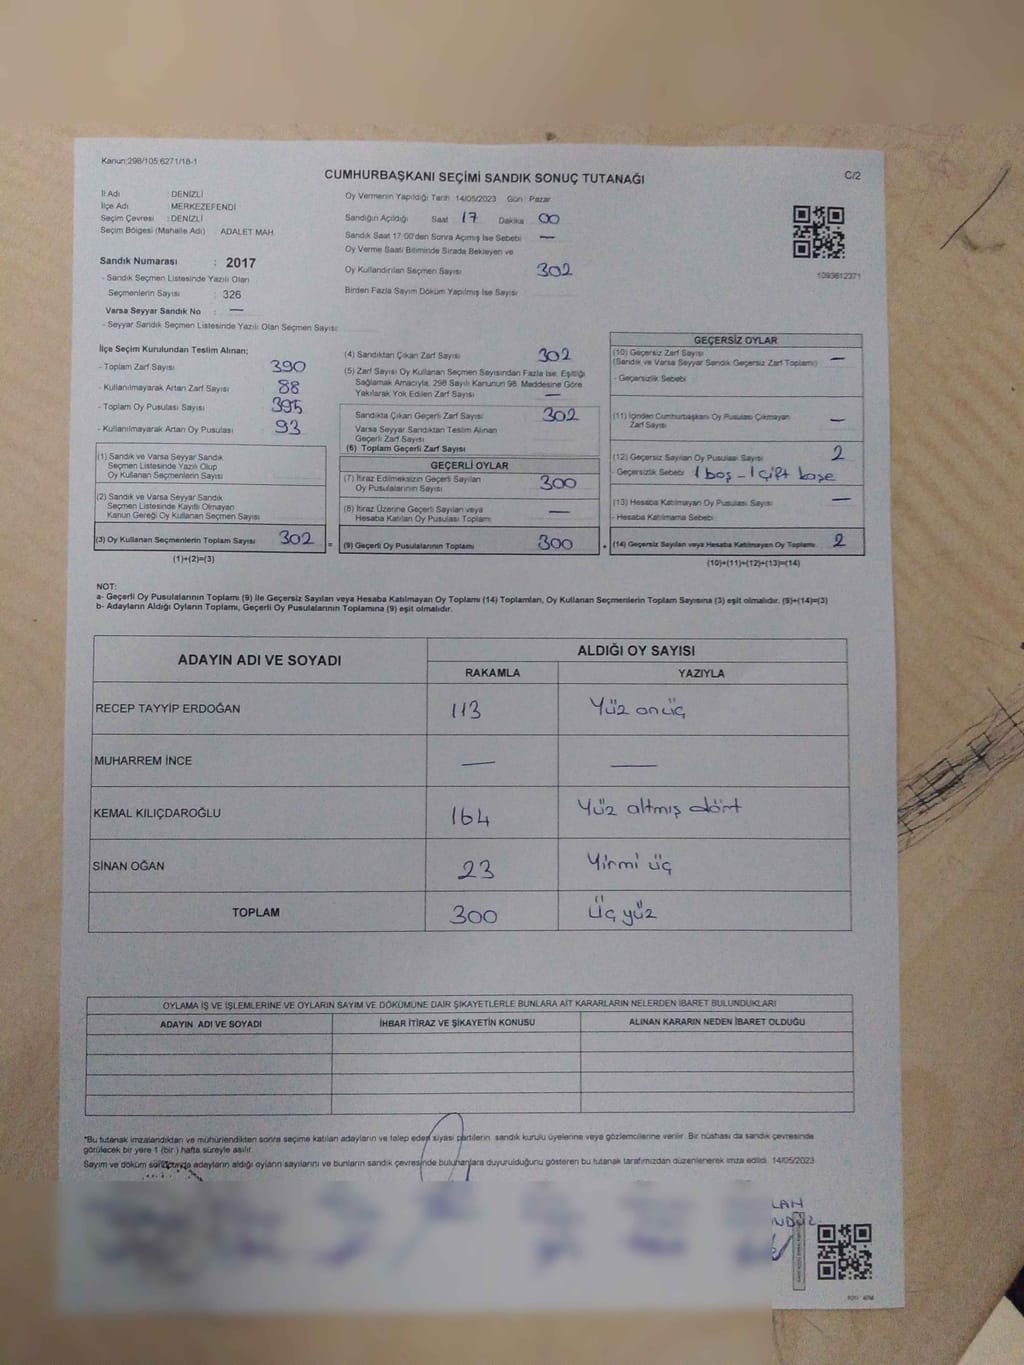 Kanun:298/105,6271/18-1
CUMHURBAŞKANI SEÇİMİ SANDIK SONUÇ TUTANAĞI
C/2
İl Adı : DENİZLİ
İlçe Adı : MERKEZEFENDİ
Seçim Çevresi : DENİZLİ
Seçim Bölgesi (Mahalle Adı) ADALET MAH.
Sandık Numarası : 2017
- Sandık Seçmen Listesinde Yazılı Olan
Seçmenlerin Sayısı : 326
Varsa Seyyar Sandık No : —
- Seyyar Sandık Seçmen Listesinde Yazılı Olan Seçmen Sayısı:
Oy Vermenin Yapıldığı Tarih 14/05/2023 Gün Pazar
Sandığın Açıldığı Saat 17 Dakika 00
Sandık Saat 17:00'den Sonra Açılmış İse Sebebi —
Oy Verme Saati Bitiminde Sırada Bekleyen ve
Oy Kullandırılan Seçmen Sayısı 302
Birden Fazla Sayım Döküm Yapılmış İse Sayısı
1093612371
İlçe Seçim Kurulundan Teslim Alınan;
- Toplam Zarf Sayısı 390
- Kullanılmayarak Artan Zarf Sayısı 88
- Toplam Oy Pusulası Sayısı 395
- Kullanılmayarak Artan Oy Pusulası 93
(1) Sandık ve Varsa Seyyar Sandık
Seçmen Listesinde Yazılı Olup
Oy Kullanan Seçmenlerin Sayısı
(2) Sandık ve Varsa Seyyar Sandık
Seçmen Listesinde Kayıtlı Olmayan
Kanun Gereği Oy Kullanan Seçmen Sayısı
(3) Oy Kullanan Seçmenlerin Toplam Sayısı 302
(1)+(2)=(3)
=
(4) Sandıktan Çıkan Zarf Sayısı 302
(5) Zarf Sayısı Oy Kullanan Seçmen Sayısından Fazla İse; Eşitliği
Sağlamak Amacıyla, 298 Sayılı Kanunun 98. Maddesine Göre
Yakılarak Yok Edilen Zarf Sayısı —
Sandıkta Çıkan Geçerli Zarf Sayısı 302
Varsa Seyyar Sandıktan Teslim Alınan
Geçerli Zarf Sayısı
(6) Toplam Geçerli Zarf Sayısı
GEÇERLİ OYLAR
(7) İtiraz Edilmeksizin Geçerli Sayılan
Oy Pusulalarının Sayısı 300
(8) İtiraz Üzerine Geçerli Sayılan veya
Hesaba Katılan Oy Pusulası Toplamı —
(9) Geçerli Oy Pusulalarının Toplamı 300
+
GEÇERSİZ OYLAR
(10) Geçersiz Zarf Sayısı
(Sandık ve Varsa Seyyar Sandık Geçersiz Zarf Toplamı) —
- Geçersizlik Sebebi
(11) İçinden Cumhurbaşkanı Oy Pusulası Çıkmayan
Zarf Sayısı —
(12) Geçersiz Sayılan Oy Pusulası Sayısı 2
Geçersizlik Sebebi 1 boş - 1 çift kaşe
(13) Hesaba Katılmayan Oy Pusulası Sayısı —
- Hesaba Katılmama Sebebi
(14) Geçersiz Sayılan veya Hesaba Katılmayan Oy Toplamı 2
(10)+(11)+(12)+(13)=(14)
NOT:
a- Geçerli Oy Pusulalarının Toplamı (9) ile Geçersiz Sayılan veya Hesaba Katılmayan Oy Toplamı (14) Toplamları, Oy Kullanan Seçmenlerin Toplam Sayısına (3) eşit olmalıdır. (9)+(14)=(3)
b- Adayların Aldığı Oyların Toplamı, Geçerli Oy Pusulalarının Toplamına (9) eşit olmalıdır.
ADAYIN ADI VE SOYADI
ALDIĞI OY SAYISI
RAKAMLA YAZIYLA
RECEP TAYYİP ERDOĞAN 113 Yüz onüç
MUHARREM İNCE — —
KEMAL KILIÇDAROĞLU 164 Yüz altmış dört
SİNAN OĞAN 23 Yirmi üç
TOPLAM 300 Üç yüz
OYLAMA İŞ VE İŞLEMLERİNE VE OYLARIN SAYIM VE DÖKÜMÜNE DAİR ŞİKAYETLERLE BUNLARA AİT KARARLARIN NELERDEN İBARET BULUNDUKLARI
ADAYIN ADI VE SOYADI İHBAR İTİRAZ VE ŞİKAYETİN KONUSU ALINAN KARARIN NEDEN İBARET OLDUĞU
*Bu tutanak imzalandıktan ve mühürlendikten sonra seçime katılan adayların ve talep eden siyasi partilerin sandık kurulu üyelerine veya gözlemcilerine verilir. Bir nüshası da sandık çevresinde
görülecek bir yere 1 (bir ) hafta süreyle asılır.
Sayım ve döküm sonucunda adayların aldığı oyların sayılarını ve bunların sandık çevresinde bulunanlara duyurulduğunu gösteren bu tutanak tarafımızdan düzenlenerek imza edildi. 14/05/2023
LAN